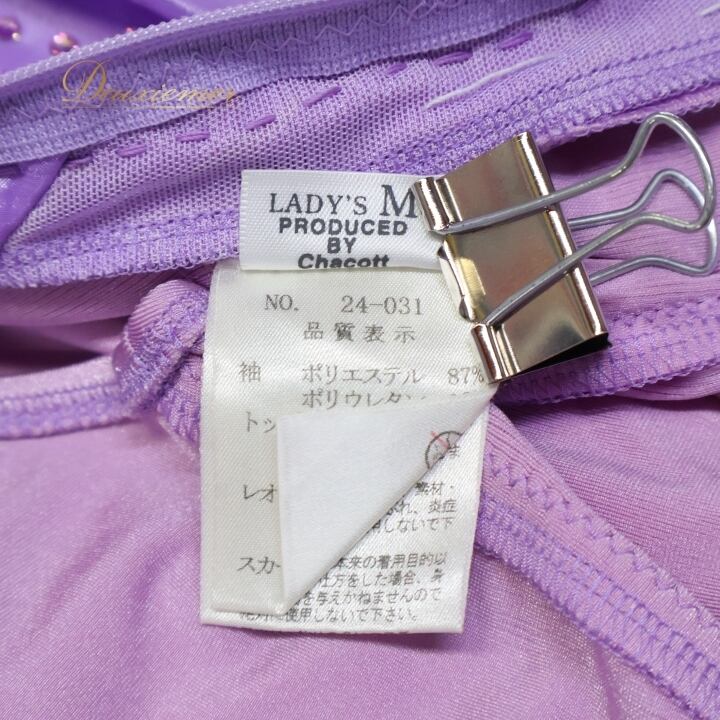 Dauxiemer
LADY'S M
PRODUCED
BY
Chacott
NO. 24-031
品質表示
袖 ポリエステル 87%
ポリウレタン
トッ
レオ 素材・
れ、炎症
用しないで下
スカ 本来の着用目的以
仕方をした場合、身
を与えかねませんので
使用しないで下さい。